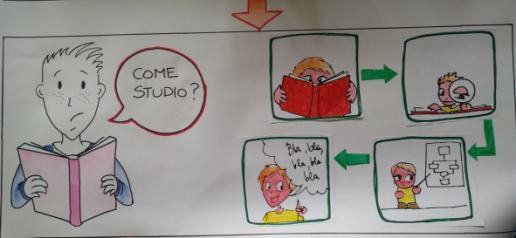 COME
STUDIO?
Bla, bla,
bla, bla
bla